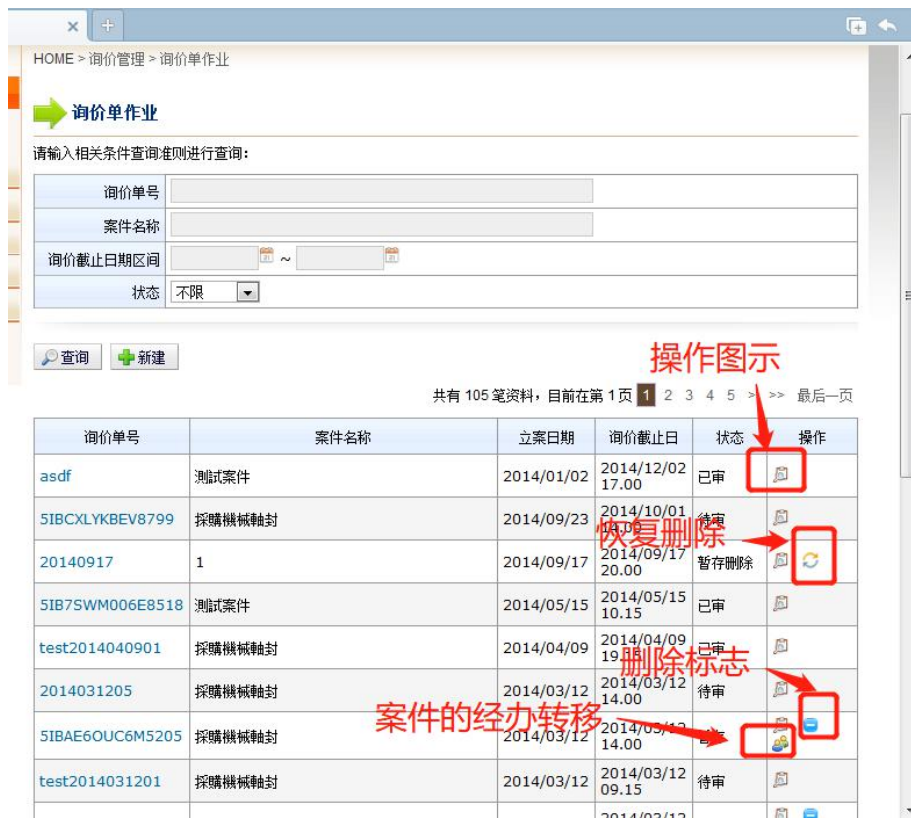 HOME > 询价管理 > 询价单作业
询价单作业
请输入相关条件查询准则进行查询：
询价单号
案件名称
询价截止日期区间 ~
状态 不限
查询 新建
操作图示
共有 105 笔资料，目前在第 1 页 1 2 3 4 5 > >> 最后一页
询价单号 案件名称 立案日期 询价截止日 状态 操作
asdf 測試案件 2014/01/02 2014/12/02 17.00 已审
5IBCXLYKBEV8799 採購機械軸封 2014/09/23 2014/10/01 14.00 待审
恢复删除
20140917 1 2014/09/17 2014/09/17 20.00 暂存删除
5IB7SWM006E8518 測試案件 2014/05/15 2014/05/15 10.15 已审
test2014040901 採購機械軸封 2014/04/09 2014/04/09 已审
删除标志
2014031205 採購機械軸封 2014/03/12 2014/03/12 14.00 待审
案件的经办转移
5IBAE6OUC6M5205 採購機械軸封 2014/03/12 14.00
test2014031201 採購機械軸封 2014/03/12 2014/03/12 09.15 待审
2014/03/12